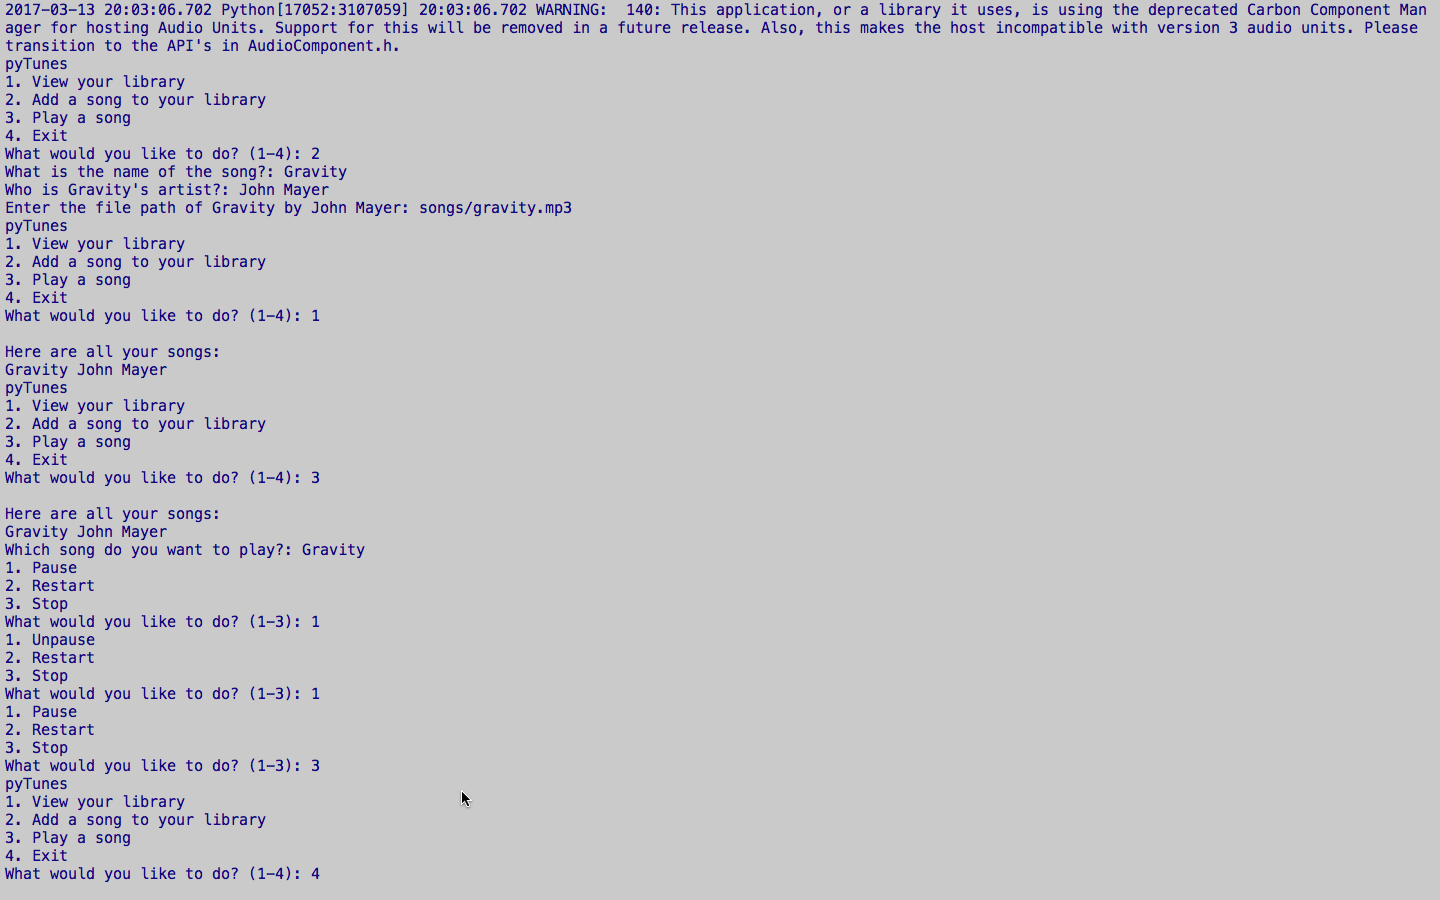 2017-03-13 20:03:06.702 Python[17052:3107059] 20:03:06.702 WARNING:  140: This application, or a library it uses, is using the deprecated Carbon Component Man
ager for hosting Audio Units. Support for this will be removed in a future release. Also, this makes the host incompatible with version 3 audio units. Please
transition to the API's in AudioComponent.h.
pyTunes
1. View your library
2. Add a song to your library
3. Play a song
4. Exit
What would you like to do? (1-4): 2
What is the name of the song?: Gravity
Who is Gravity's artist?: John Mayer
Enter the file path of Gravity by John Mayer: songs/gravity.mp3
pyTunes
1. View your library
2. Add a song to your library
3. Play a song
4. Exit
What would you like to do? (1-4): 1

Here are all your songs:
Gravity John Mayer
pyTunes
1. View your library
2. Add a song to your library
3. Play a song
4. Exit
What would you like to do? (1-4): 3

Here are all your songs:
Gravity John Mayer
Which song do you want to play?: Gravity
1. Pause
2. Restart
3. Stop
What would you like to do? (1-3): 1
1. Unpause
2. Restart
3. Stop
What would you like to do? (1-3): 1
1. Pause
2. Restart
3. Stop
What would you like to do? (1-3): 3
pyTunes
1. View your library
2. Add a song to your library
3. Play a song
4. Exit
What would you like to do? (1-4): 4